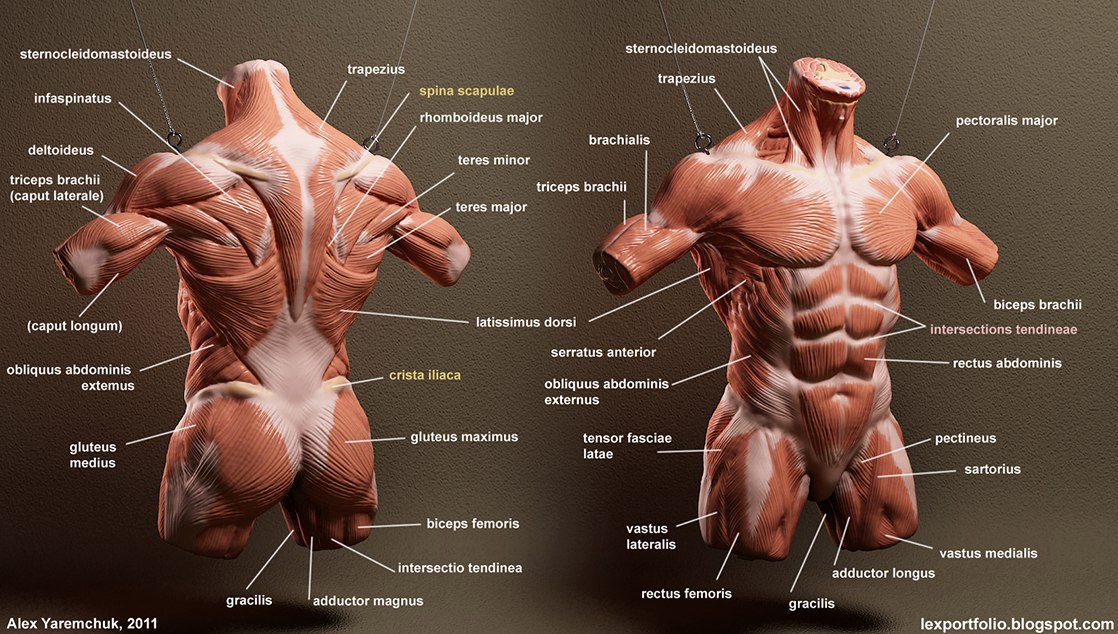 sternocleidomastoideus
infaspinatus
deltoideus
triceps brachii
(caput laterale)
(caput longum)
obliquus abdominis
extemus
gluteus
medius
trapezius
spina scapulae
rhomboideus major
teres minor
teres major
latissimus dorsi
crista iliaca
gluteus maximus
biceps femoris
intersectio tendinea
gracilis
adductor magnus
sternocleidomastoideus
trapezius
brachialis
triceps brachii
serratus anterior
obliquus abdominis
externus
tensor fasciae
latae
vastus
lateralis
rectus femoris
pectoralis major
biceps brachii
intersections tendineae
rectus abdominis
pectineus
sartorius
vastus medialis
adductor longus
gracilis
Alex Yaremchuk, 2011
lexportfolio.blogspot.com